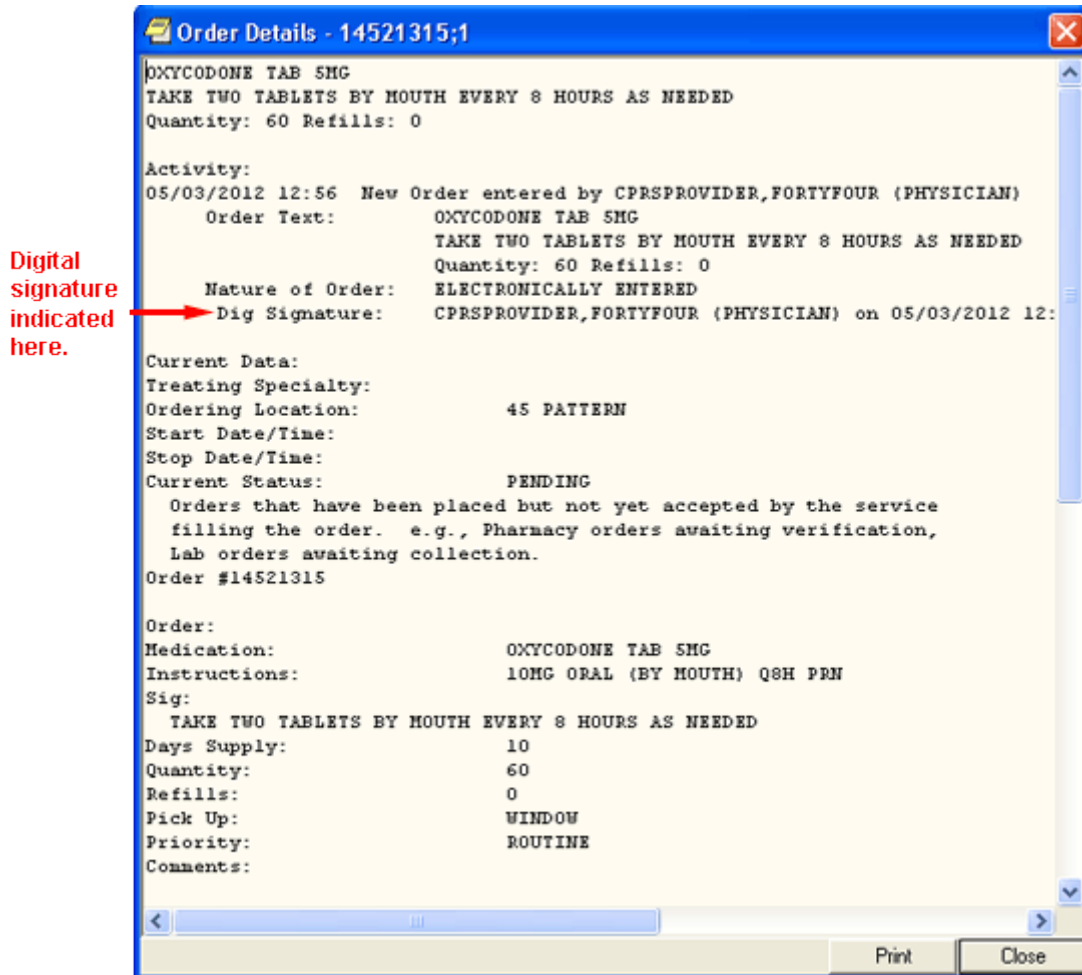 Order Details - 14521315;1
OXYCODONE TAB 5MG
TAKE TWO TABLETS BY MOUTH EVERY 8 HOURS AS NEEDED
Quantity: 60 Refills: 0
Activity:
05/03/2012 12:56 New Order entered by CPRSPROVIDER,FORTYFOUR (PHYSICIAN)
Order Text: OXYCODONE TAB 5MG
TAKE TWO TABLETS BY MOUTH EVERY 8 HOURS AS NEEDED
Quantity: 60 Refills: 0
Nature of Order: ELECTRONICALLY ENTERED
Dig Signature: CPRSPROVIDER,FORTYFOUR (PHYSICIAN) on 05/03/2012 12:
Digital
signature
indicated
here.
Current Data:
Treating Specialty:
Ordering Location: 45 PATTERN
Start Date/Time:
Stop Date/Time:
Current Status: PENDING
Orders that have been placed but not yet accepted by the service
filling the order. e.g., Pharmacy orders awaiting verification,
Lab orders awaiting collection.
Order #14521315
Order:
Medication: OXYCODONE TAB 5MG
Instructions: 10MG ORAL (BY MOUTH) Q8H PRN
Sig:
TAKE TWO TABLETS BY MOUTH EVERY 8 HOURS AS NEEDED
Days Supply: 10
Quantity: 60
Refills: 0
Pick Up: WINDOW
Priority: ROUTINE
Comments:
Print Close